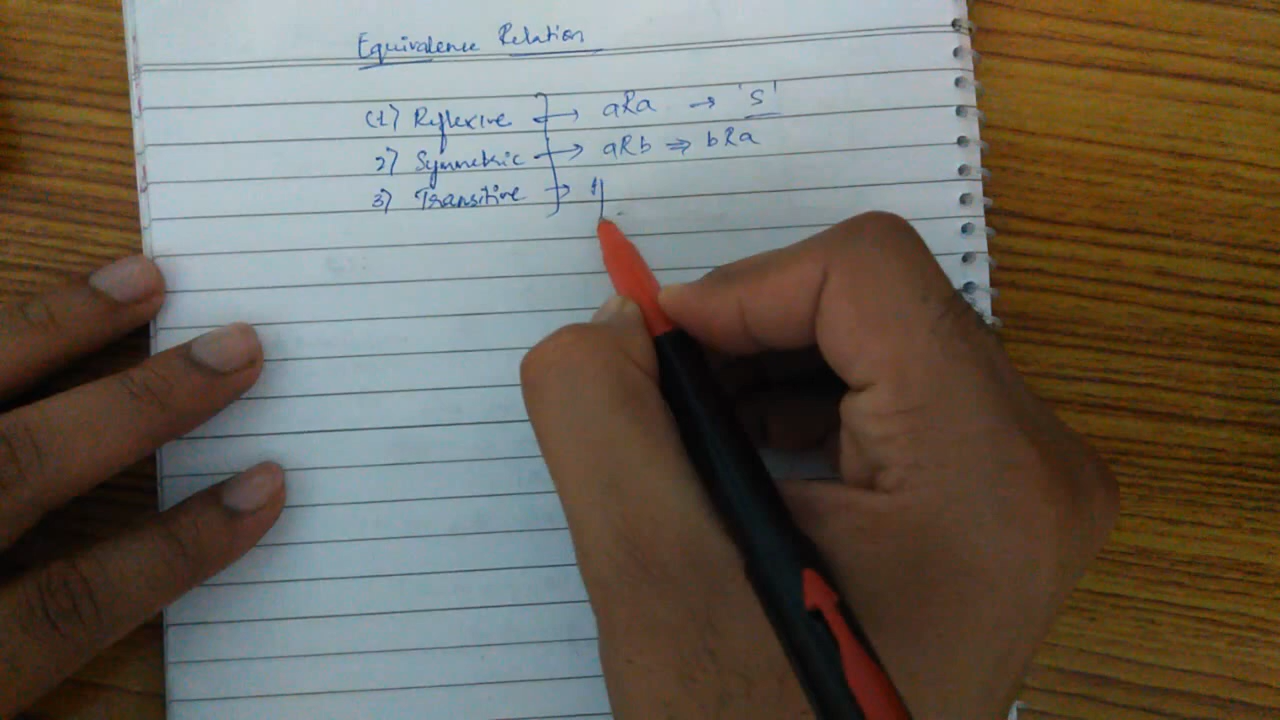 Equivalence Relation
(1) Reflexive → aRa → 'S'
2) Symmetric → aRb ⇒ bRa
3) Transitive →